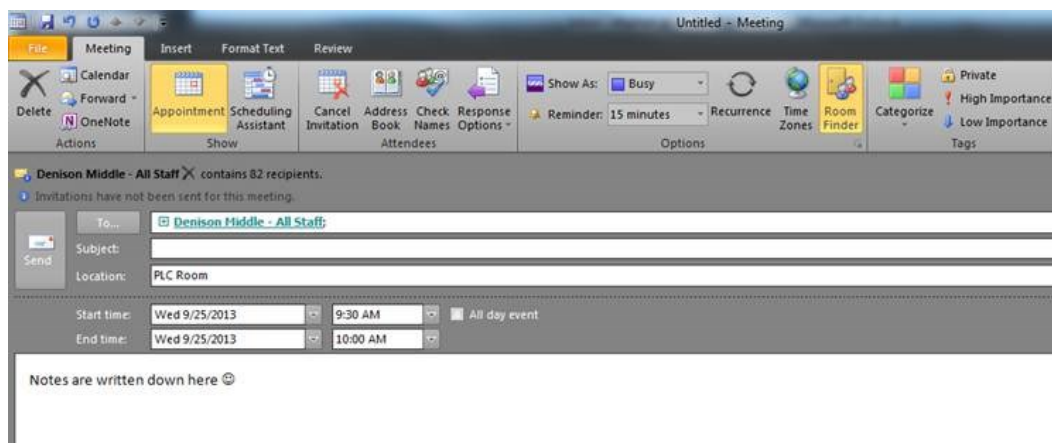 Untitled - Meeting
File Meeting Insert Format Text Review
Delete
Calendar
Forward
OneNote
Actions
Appointment
Scheduling Assistant
Show
Cancel Invitation
Address Book
Check Names
Response Options
Attendees
Show As: Busy
Reminder: 15 minutes
Recurrence
Time Zones
Room Finder
Options
Categorize
Private
High Importance
Low Importance
Tags
Denison Middle - All Staff contains 82 recipients.
Invitations have not been sent for this meeting.
Send
To... Denison Middle - All Staff;
Subject:
Location: PLC Room
Start time: Wed 9/25/2013 9:30 AM All day event
End time: Wed 9/25/2013 10:00 AM
Notes are written down here ☺